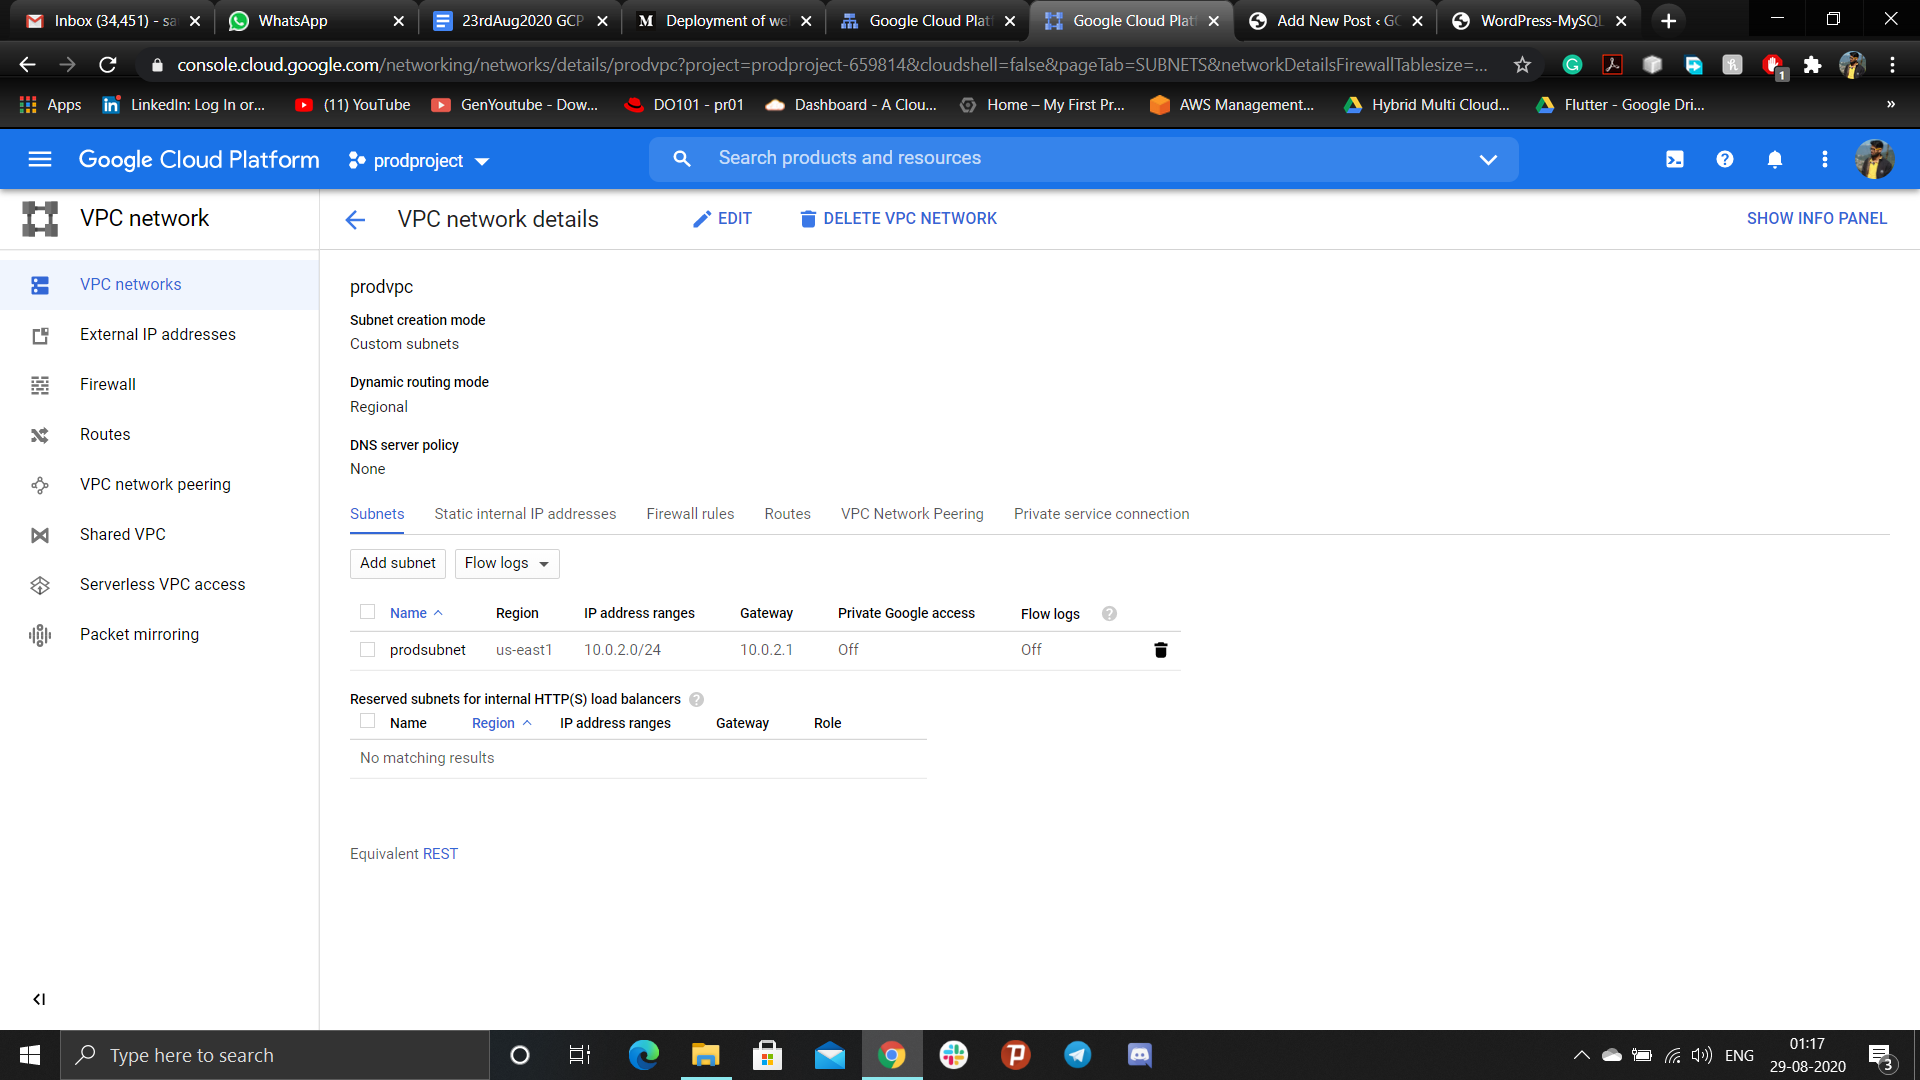 Inbox (34,451) - sa
WhatsApp
23rdAug2020 GCP
M Deployment of we
Google Cloud Plat
Google Cloud Plat
Add New Post ‹ GC
WordPress-MySQL
console.cloud.google.com/networking/networks/details/prodvpc?project=prodproject-659814&cloudshell=false&pageTab=SUBNETS&networkDetailsFirewallTablesize=...
1
Apps
LinkedIn: Log In or...
(11) YouTube
GenYoutube - Dow...
DO101 - pr01
Dashboard - A Clou...
Home – My First Pr...
AWS Management...
Hybrid Multi Cloud...
Flutter - Google Dri...
»
Google Cloud Platform
prodproject
Search products and resources
VPC network
VPC network details
EDIT
DELETE VPC NETWORK
SHOW INFO PANEL
VPC networks
External IP addresses
Firewall
Routes
VPC network peering
Shared VPC
Serverless VPC access
Packet mirroring
prodvpc
Subnet creation mode
Custom subnets
Dynamic routing mode
Regional
DNS server policy
None
Subnets Static internal IP addresses Firewall rules Routes VPC Network Peering Private service connection
Add subnet Flow logs
Name Region IP address ranges Gateway Private Google access Flow logs
prodsubnet us-east1 10.0.2.0/24 10.0.2.1 Off Off
Reserved subnets for internal HTTP(S) load balancers
Name Region IP address ranges Gateway Role
No matching results
Equivalent REST
Type here to search
ENG
01:17
29-08-2020
3